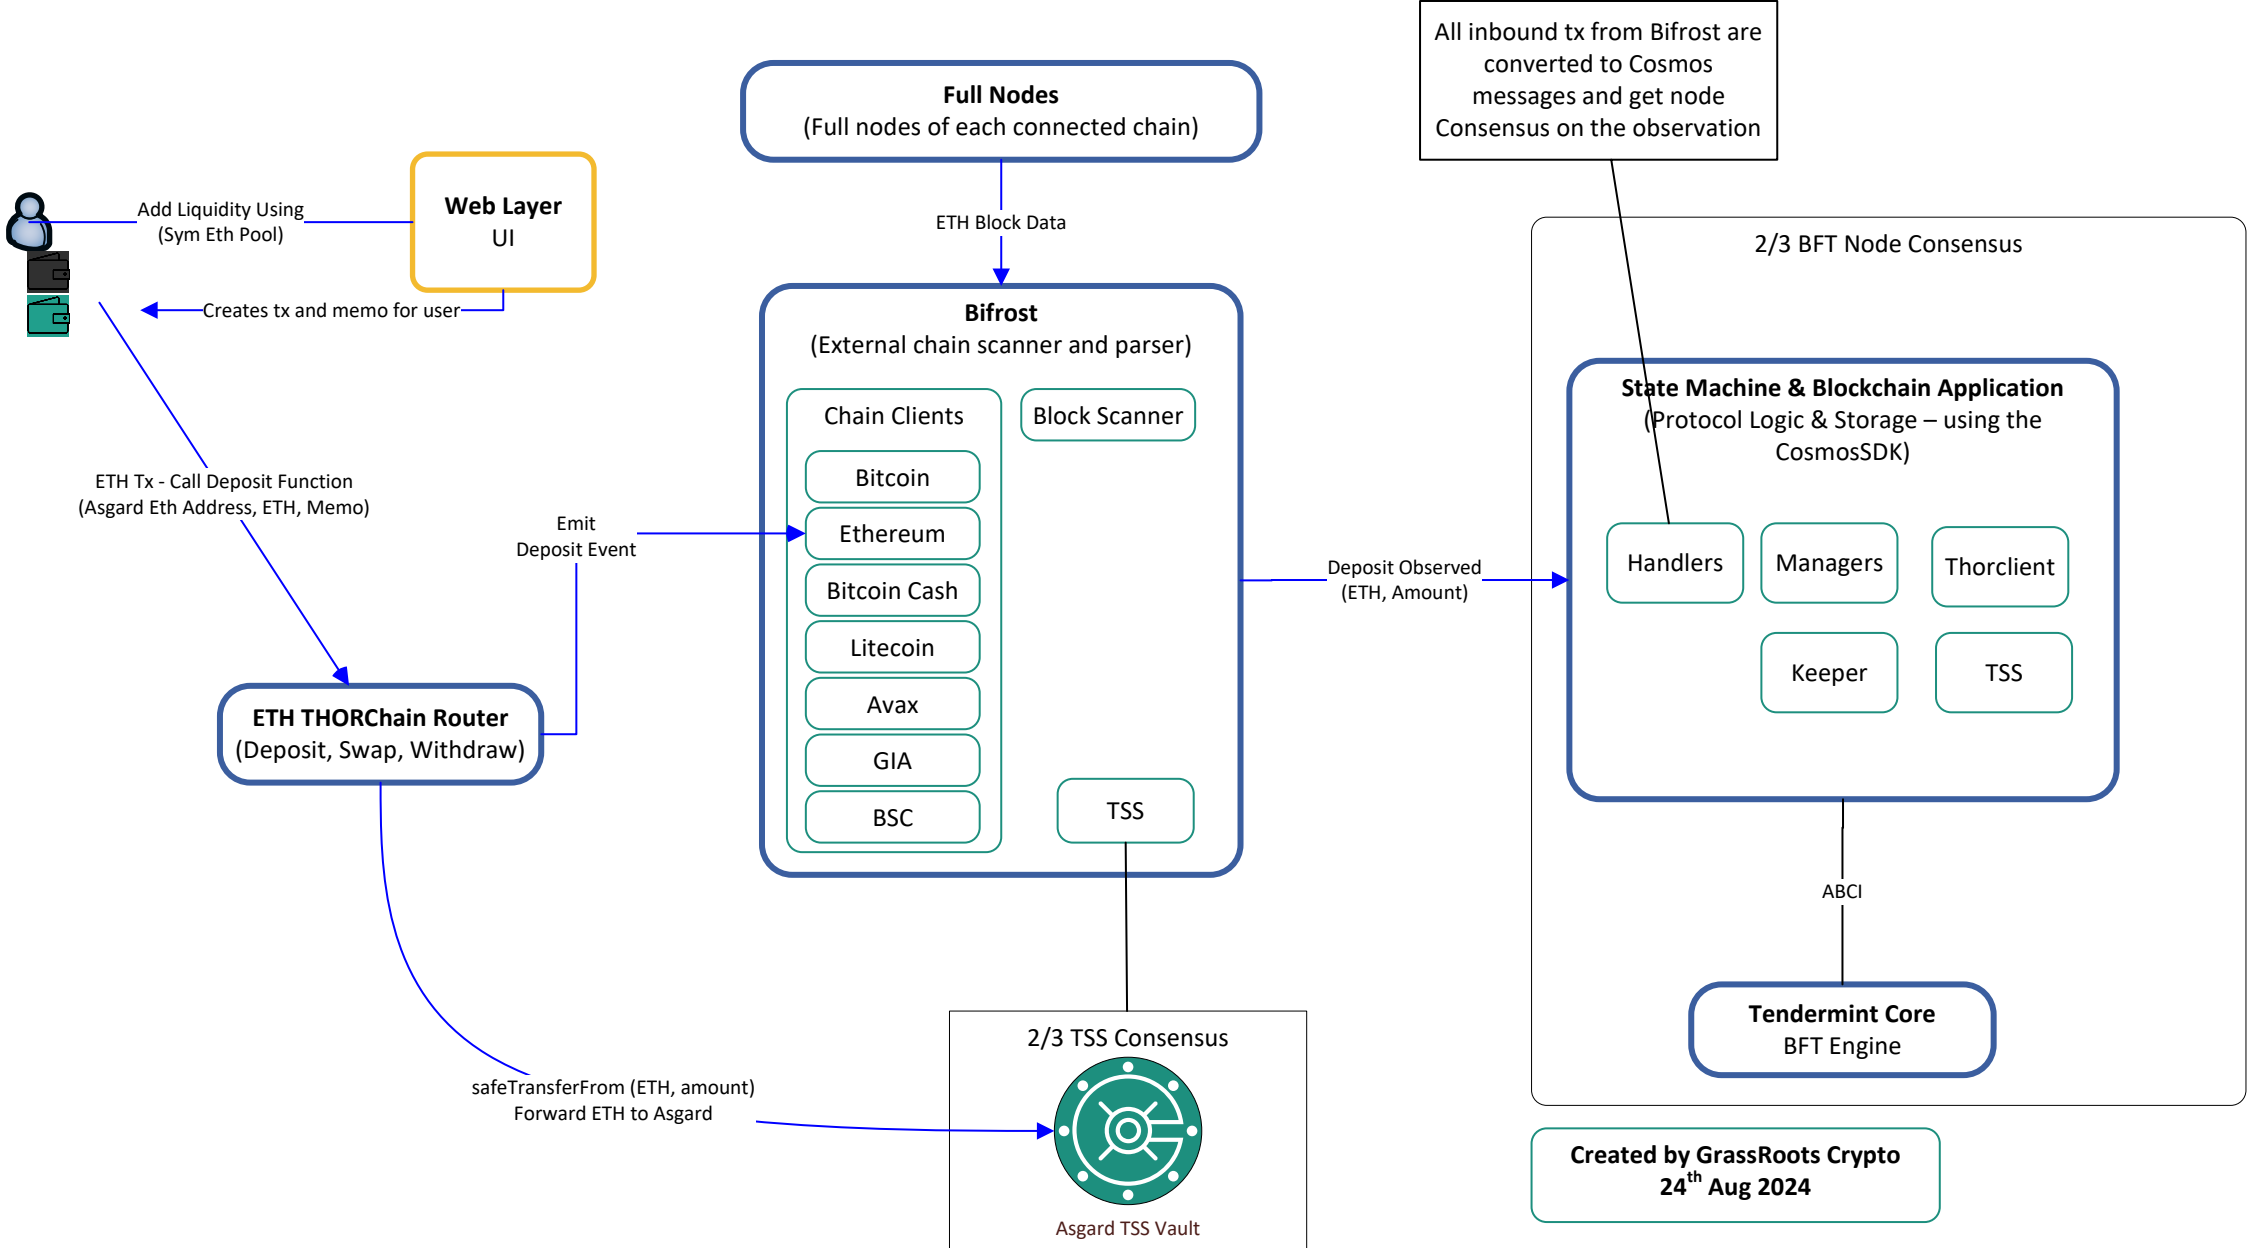 All inbound tx from Bifrost are
converted to Cosmos
messages and get node
Consensus on the observation
Full Nodes
(Full nodes of each connected chain)
Add Liquidity Using
(Sym Eth Pool)
Web Layer
UI
ETH Block Data
2/3 BFT Node Consensus
Creates tx and memo for user
Bifrost
(External chain scanner and parser)
Chain Clients
Block Scanner
Bitcoin
Ethereum
Bitcoin Cash
Litecoin
Avax
GIA
BSC
TSS
State Machine & Blockchain Application
(Protocol Logic & Storage – using the
CosmosSDK)
Handlers
Managers
Thorclient
Keeper
TSS
ETH Tx - Call Deposit Function
(Asgard Eth Address, ETH, Memo)
Emit
Deposit Event
Deposit Observed
(ETH, Amount)
ETH THORChain Router
(Deposit, Swap, Withdraw)
ABCI
Tendermint Core
BFT Engine
2/3 TSS Consensus
safeTransferFrom (ETH, amount)
Forward ETH to Asgard
Asgard TSS Vault
Created by GrassRoots Crypto
24th Aug 2024